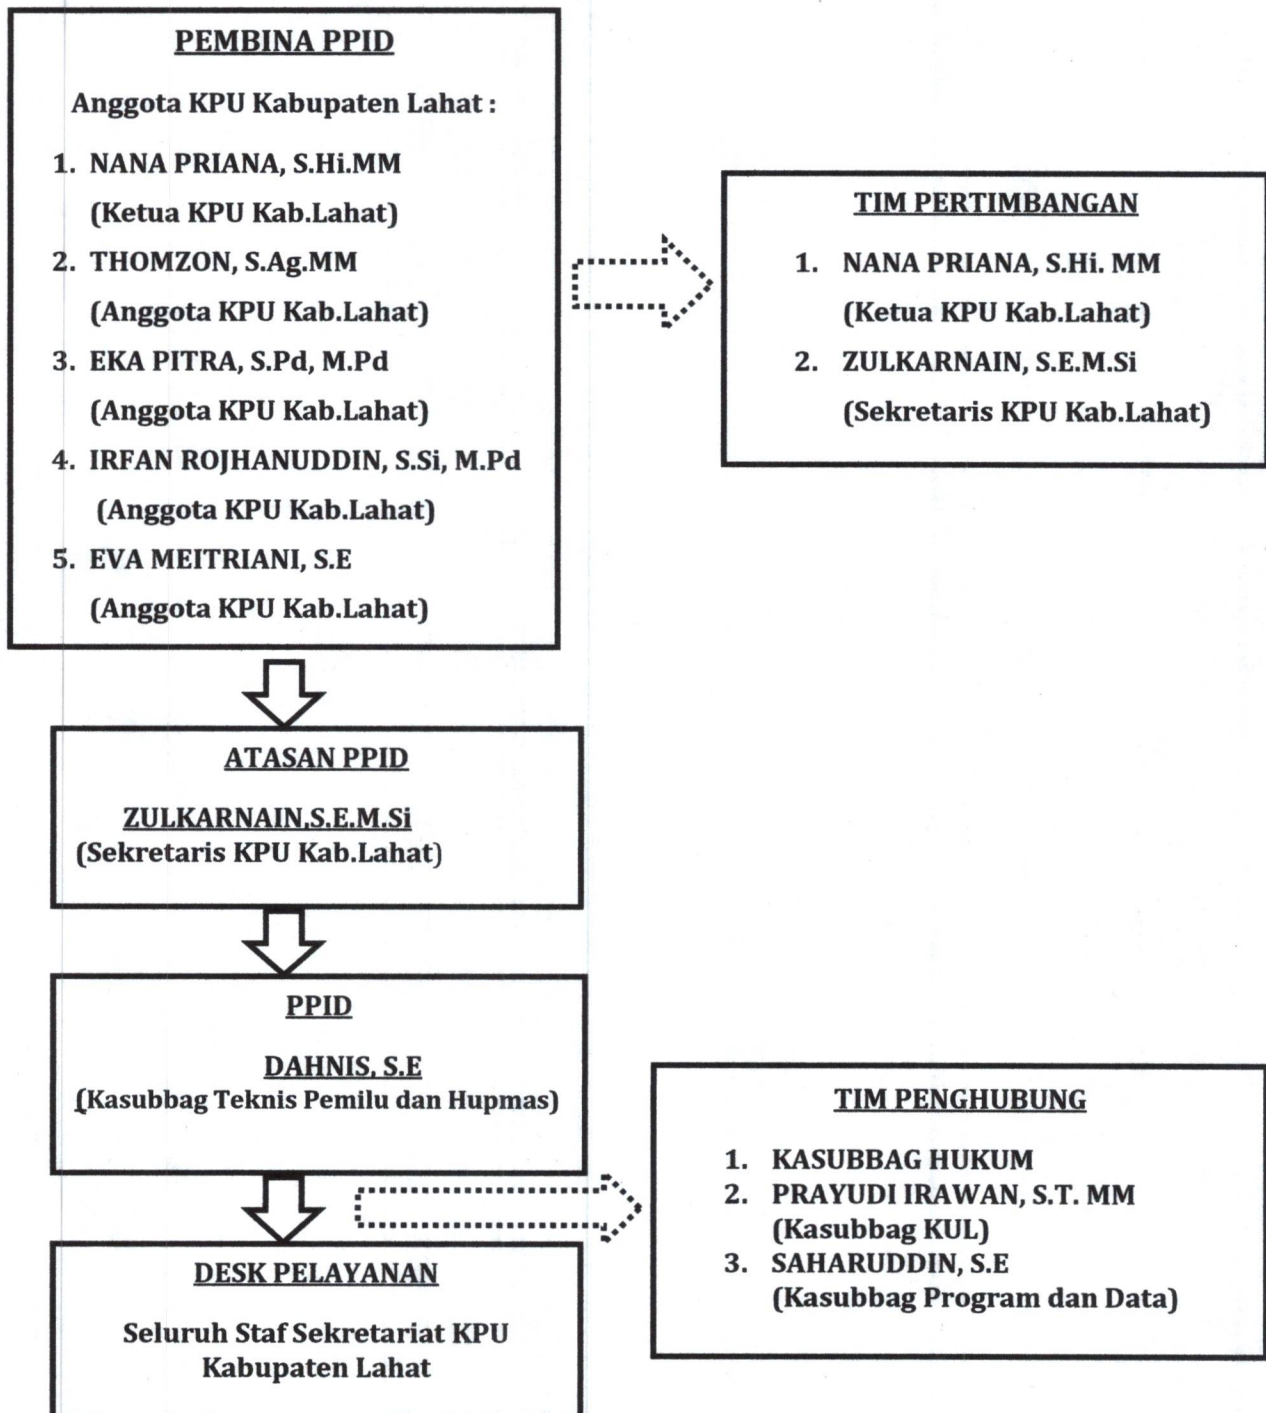 PEMBINA PPID
Anggota KPU Kabupaten Lahat :
1. NANA PRIANA, S.Hi.MM
(Ketua KPU Kab.Lahat)
2. THOMZON, S.Ag.MM
(Anggota KPU Kab.Lahat)
3. EKA PITRA, S.Pd, M.Pd
(Anggota KPU Kab.Lahat)
4. IRFAN ROJHANUDDIN, S.Si, M.Pd
(Anggota KPU Kab.Lahat)
5. EVA MEITRIANI, S.E
(Anggota KPU Kab.Lahat)
TIM PERTIMBANGAN
1. NANA PRIANA, S.Hi. MM
(Ketua KPU Kab.Lahat)
2. ZULKARNAIN, S.E.M.Si
(Sekretaris KPU Kab.Lahat)
ATASAN PPID
ZULKARNAIN,S.E.M.Si
(Sekretaris KPU Kab.Lahat)
PPID
DAHNIS, S.E
(Kasubbag Teknis Pemilu dan Hupmas)
TIM PENGHUBUNG
1. KASUBBAG HUKUM
2. PRAYUDI IRAWAN, S.T. MM
(Kasubbag KUL)
3. SAHARUDDIN, S.E
(Kasubbag Program dan Data)
DESK PELAYANAN
Seluruh Staf Sekretariat KPU
Kabupaten Lahat